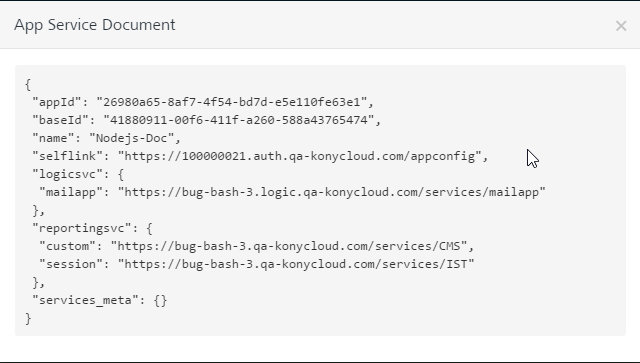 App Service Document
×
{
"appId": "26980a65-8af7-4f54-bd7d-e5e110fe63e1",
"baseId": "41880911-00f6-411f-a260-588a43765474",
"name": "Nodejs-Doc",
"selflink": "https://100000021.auth.qa-konycloud.com/appconfig",
"logicsvc": {
"mailapp": "https://bug-bash-3.logic.qa-konycloud.com/services/mailapp"
},
"reportingsvc": {
"custom": "https://bug-bash-3.qa-konycloud.com/services/CMS",
"session": "https://bug-bash-3.qa-konycloud.com/services/IST"
},
"services_meta": {}
}